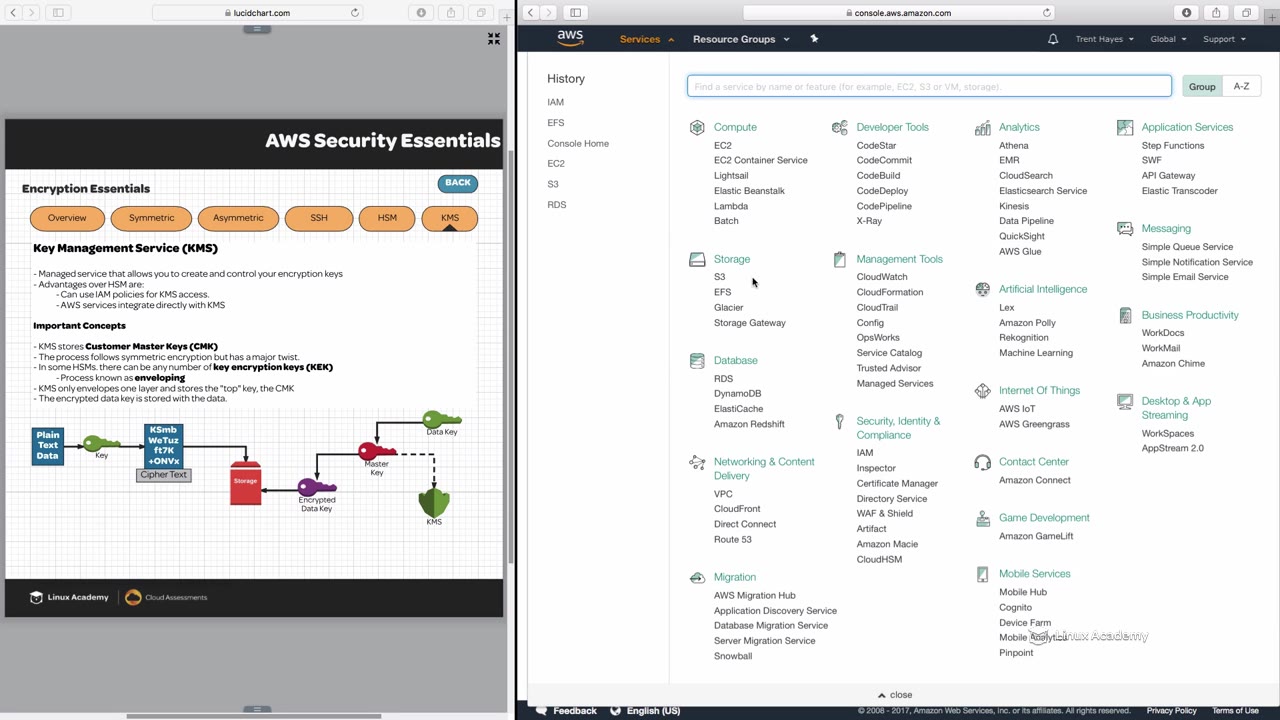 lucidchart.com
AWS Security Essentials
Encryption Essentials
BACK
Overview
Symmetric
Asymmetric
SSH
HSM
KMS
Key Management Service (KMS)
- Managed service that allows you to create and control your encryption keys
- Advantages over HSM are:
- Can use IAM policies for KMS access.
- AWS services integrate directly with KMS
Important Concepts
- KMS stores Customer Master Keys (CMK)
- The process follows symmetric encryption but has a major twist.
- In some HSMs. there can be any number of key encryption keys (KEK)
- Process known as enveloping
- KMS only envelopes one layer and stores the "top" key, the CMK
- The encrypted data key is stored with the data.
Plain
Text
Data
Key
KSmb
WeTuz
ft7K
+ONVx
Cipher Text
Storage
Encrypted
Data Key
Master
Key
Data Key
KMS
Linux Academy
Cloud Assessments
console.aws.amazon.com
aws
Services
Resource Groups
Trent Hayes
Global
Support
History
IAM
EFS
Console Home
EC2
S3
RDS
Find a service by name or feature (for example, EC2, S3 or VM, storage).
Group
A-Z
Compute
EC2
EC2 Container Service
Lightsail
Elastic Beanstalk
Lambda
Batch
Storage
S3
EFS
Glacier
Storage Gateway
Database
RDS
DynamoDB
ElastiCache
Amazon Redshift
Networking & Content
Delivery
VPC
CloudFront
Direct Connect
Route 53
Migration
AWS Migration Hub
Application Discovery Service
Database Migration Service
Server Migration Service
Snowball
Developer Tools
CodeStar
CodeCommit
CodeBuild
CodeDeploy
CodePipeline
X-Ray
Management Tools
CloudWatch
CloudFormation
CloudTrail
Config
OpsWorks
Service Catalog
Trusted Advisor
Managed Services
Security, Identity &
Compliance
IAM
Inspector
Certificate Manager
Directory Service
WAF & Shield
Artifact
Amazon Macie
CloudHSM
Analytics
Athena
EMR
CloudSearch
Elasticsearch Service
Kinesis
Data Pipeline
QuickSight
AWS Glue
Artificial Intelligence
Lex
Amazon Polly
Rekognition
Machine Learning
Internet Of Things
AWS IoT
AWS Greengrass
Contact Center
Amazon Connect
Game Development
Amazon GameLift
Mobile Services
Mobile Hub
Cognito
Device Farm
Mobile Analytics
Pinpoint
Linux Academy
Application Services
Step Functions
SWF
API Gateway
Elastic Transcoder
Messaging
Simple Queue Service
Simple Notification Service
Simple Email Service
Business Productivity
WorkDocs
WorkMail
Amazon Chime
Desktop & App
Streaming
WorkSpaces
AppStream 2.0
close
Feedback
English (US)
© 2008 - 2017, Amazon Web Services, Inc. or its affiliates. All rights reserved.
Privacy Policy
Terms of Use